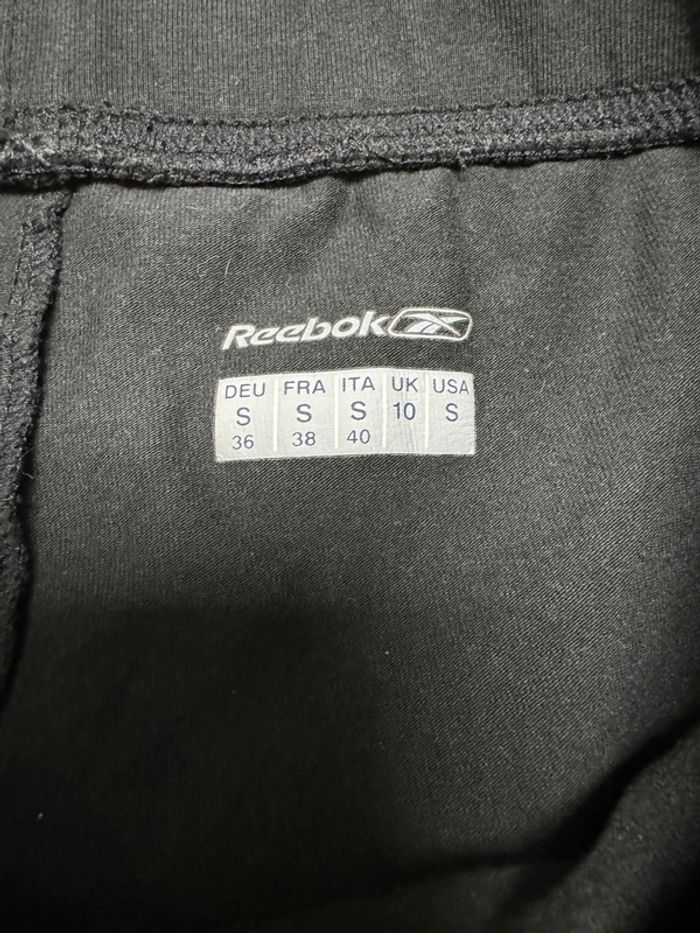 Reebok
DEU FRA ITA UK USA
S S S 10 S
36 38 40